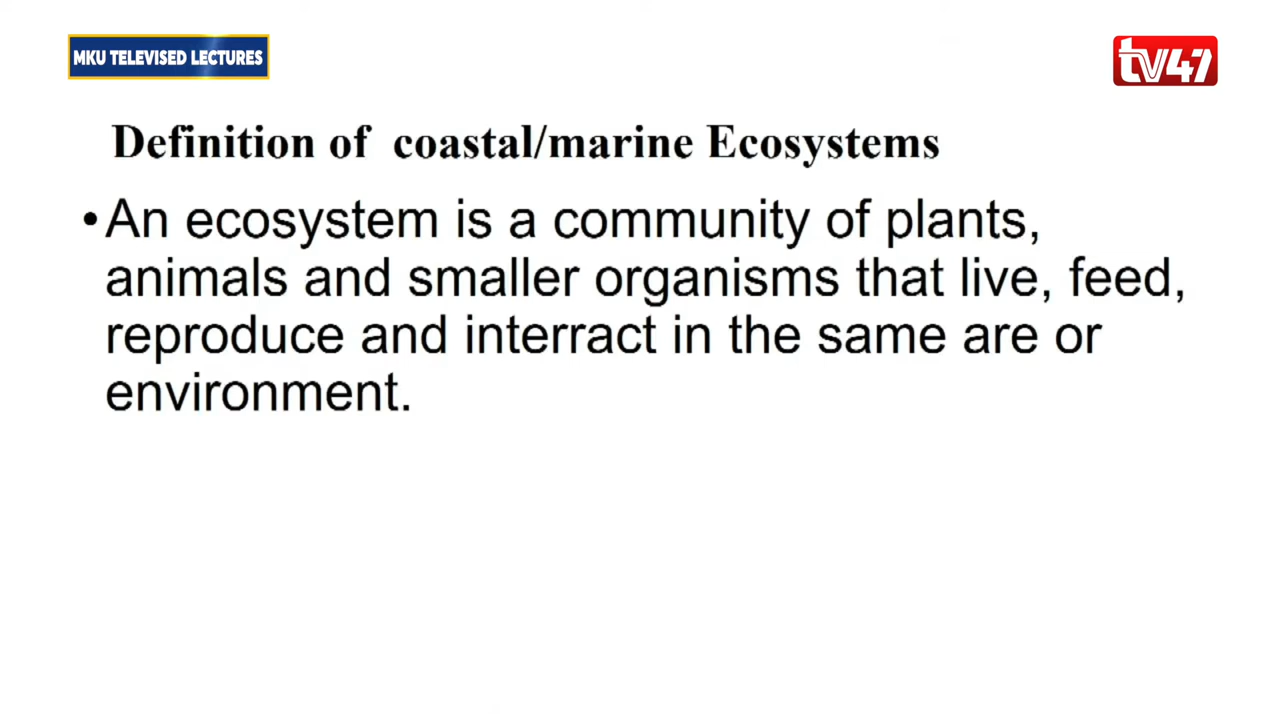 MKU TELEVISED LECTURES
tv47
Definition of coastal/marine Ecosystems
•An ecosystem is a community of plants,
animals and smaller organisms that live, feed,
reproduce and interract in the same are or
environment.